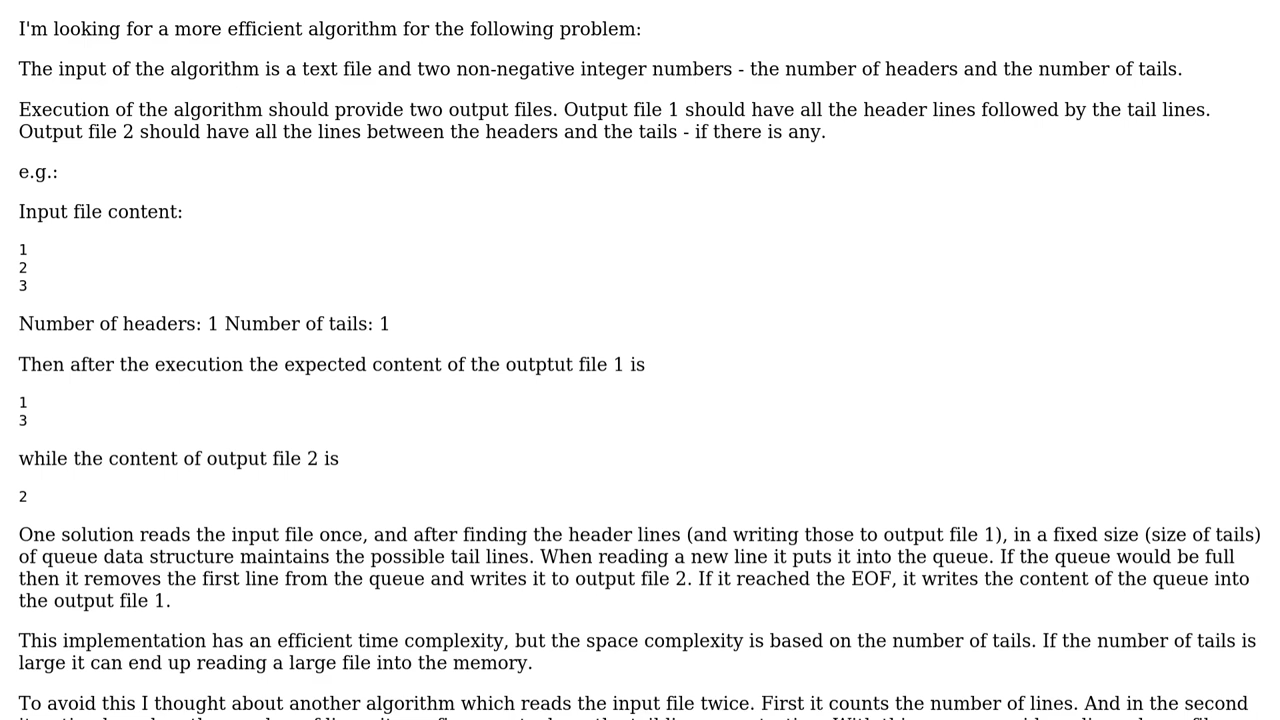 I'm looking for a more efficient algorithm for the following problem:
The input of the algorithm is a text file and two non-negative integer numbers - the number of headers and the number of tails.
Execution of the algorithm should provide two output files. Output file 1 should have all the header lines followed by the tail lines.
Output file 2 should have all the lines between the headers and the tails - if there is any.
e.g.:
Input file content:
1
2
3
Number of headers: 1 Number of tails: 1
Then after the execution the expected content of the outptut file 1 is
1
3
while the content of output file 2 is
2
One solution reads the input file once, and after finding the header lines (and writing those to output file 1), in a fixed size (size of tails)
of queue data structure maintains the possible tail lines. When reading a new line it puts it into the queue. If the queue would be full
then it removes the first line from the queue and writes it to output file 2. If it reached the EOF, it writes the content of the queue into
the output file 1.
This implementation has an efficient time complexity, but the space complexity is based on the number of tails. If the number of tails is
large it can end up reading a large file into the memory.
To avoid this I thought about another algorithm which reads the input file twice. First it counts the number of lines. And in the second